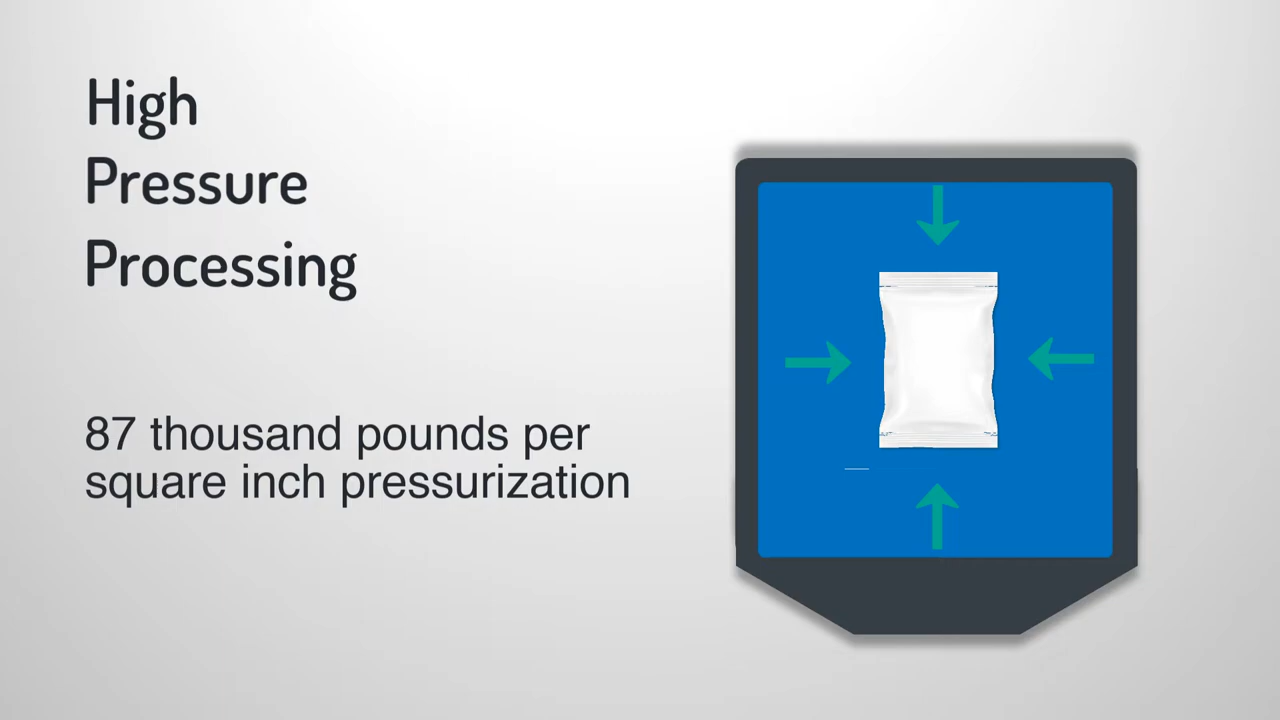 High
Pressure
Processing
87 thousand pounds per
square inch pressurization